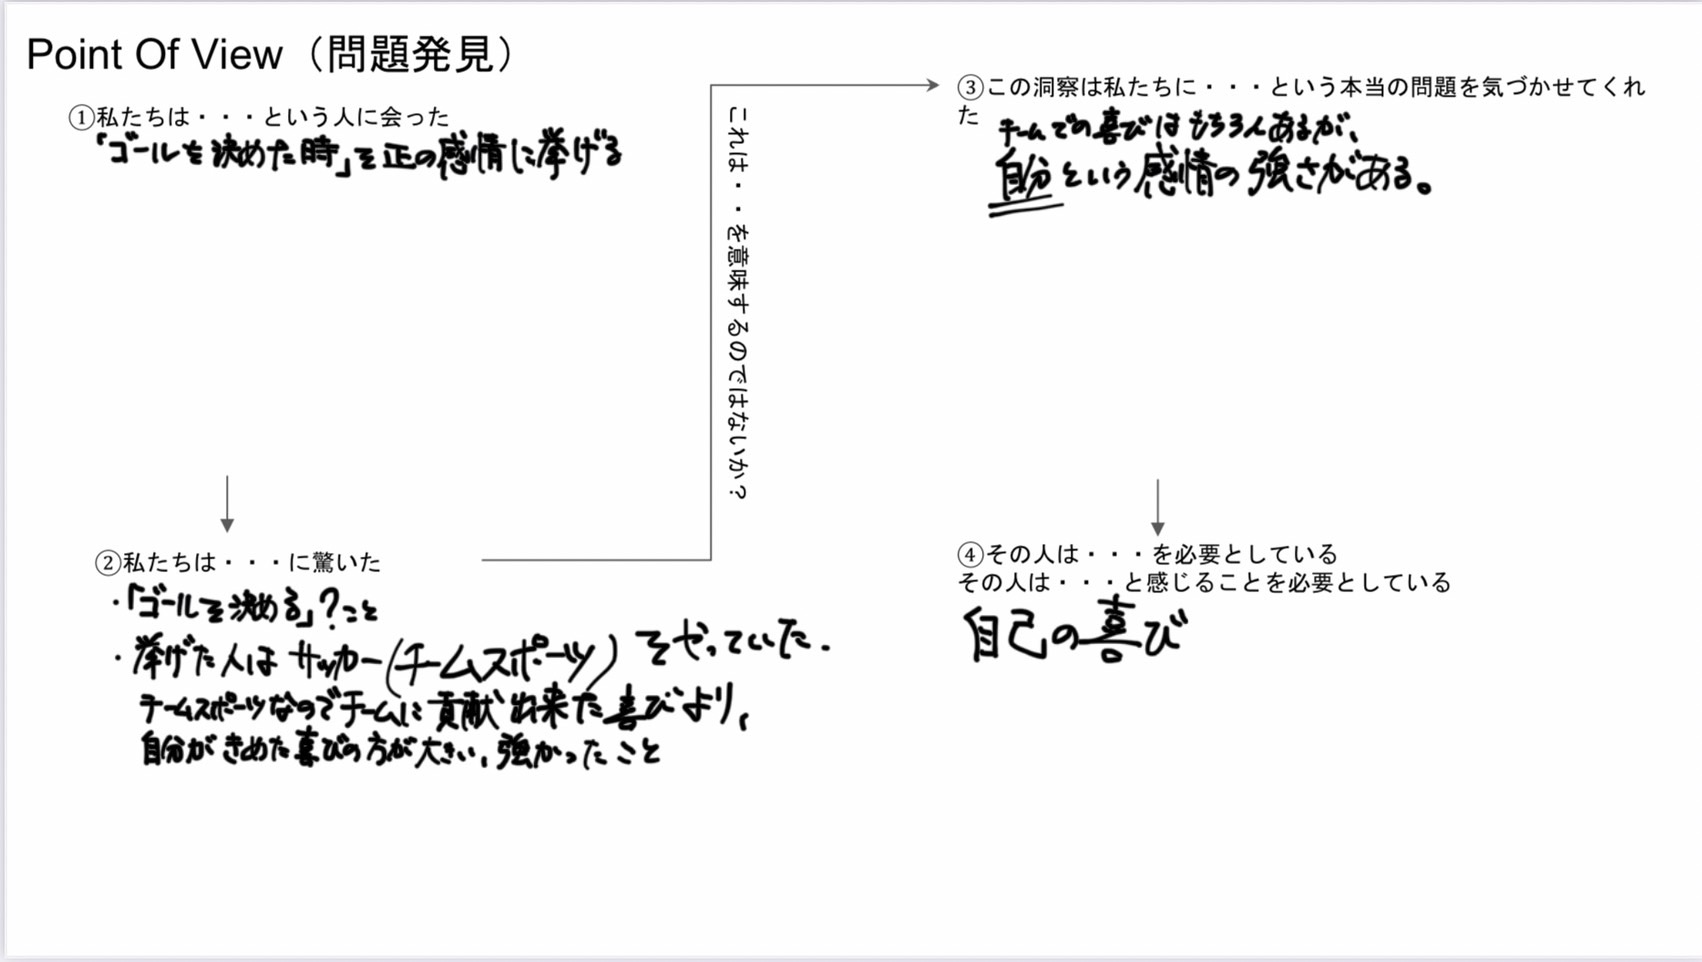 Point Of View（問題発見）
①私たちは・・・という人に会った
「ゴールを決めた時」を正の感情に挙げる
②私たちは・・・に驚いた
・「ゴールを決める」?こと
・挙げた人はサッカー(チームスポーツ)をやっていた.
チームスポーツなのでチームに貢献出来た喜びより、
自分がきめた喜びの方が大きい、強かったこと
これは・・を意味するのではないか？
③この洞察は私たちに・・・という本当の問題を気づかせてくれ
た
チームでの喜びはもちろんあるが、
自分という感情の強さがある。
④その人は・・・を必要としている
その人は・・・と感じることを必要としている
自己の喜び